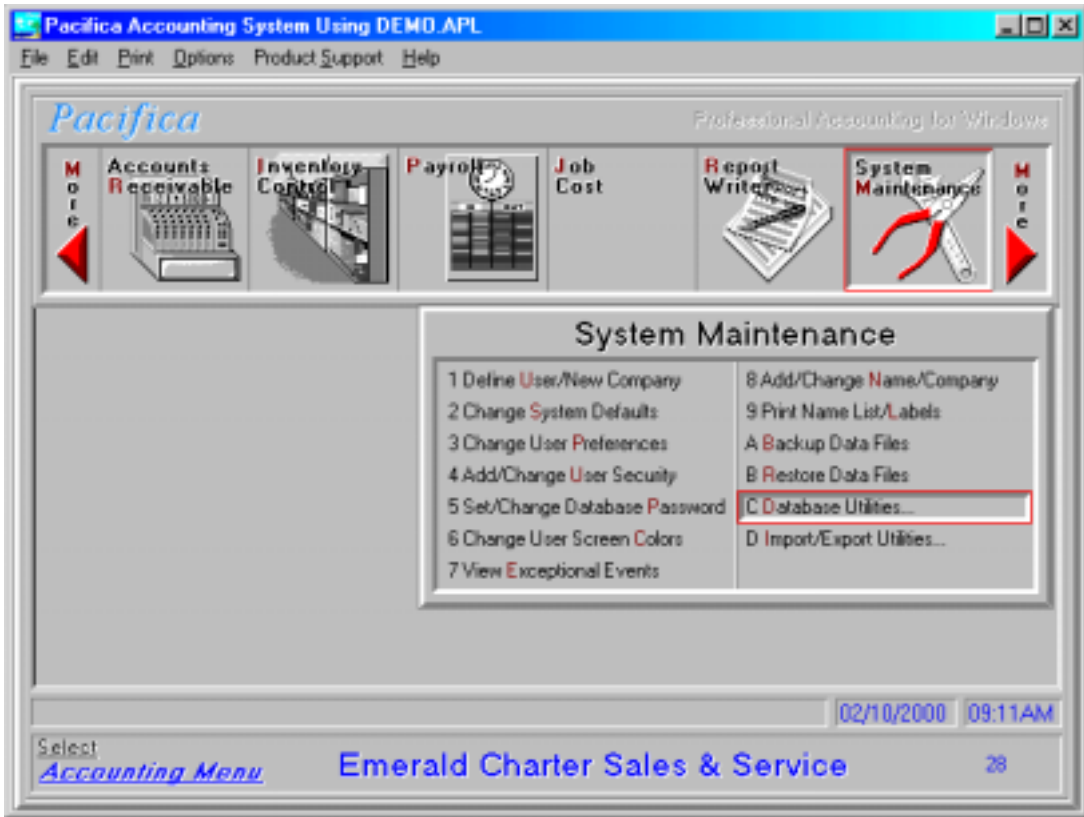 Pacifica Accounting System Using DEMO.APL
File Edit Print Options Product Support Help
Pacifica
Professional Accounting for Windows
More
Accounts Receivable
Inventory Control
Payroll
Job Cost
Report Writer
System Maintenance
More
System Maintenance
1 Define User/New Company
2 Change System Defaults
3 Change User Preferences
4 Add/Change User Security
5 Set/Change Database Password
6 Change User Screen Colors
7 View Exceptional Events
8 Add/Change Name/Company
9 Print Name List/Labels
A Backup Data Files
B Restore Data Files
C Database Utilities...
D Import/Export Utilities...
02/10/2000 09:11AM
Select
Accounting Menu
Emerald Charter Sales & Service
28